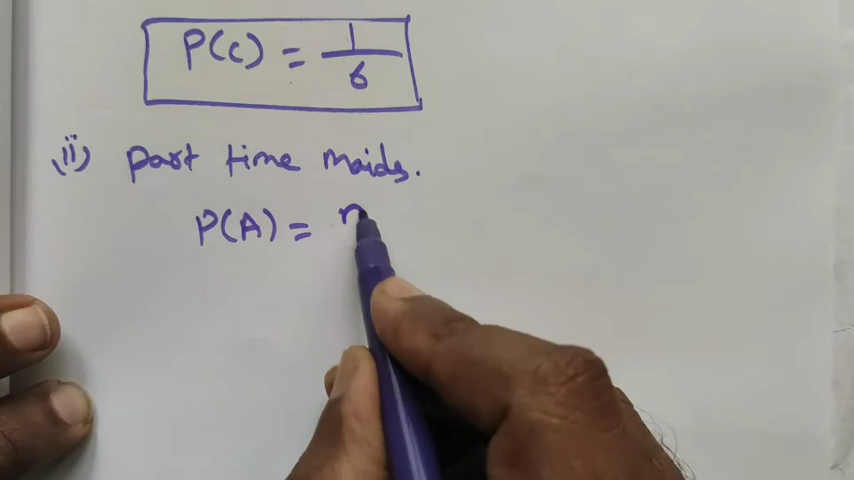 P(C) = 1/6
(ii) Part time maids.
P(A) = n